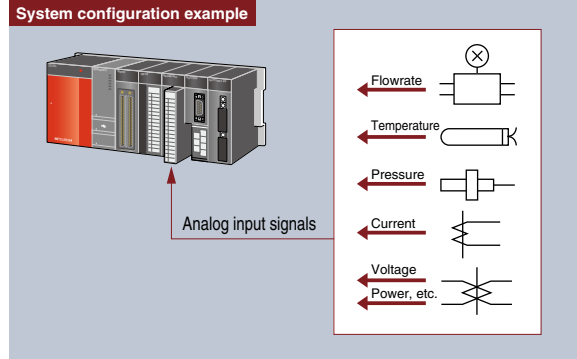 System configuration example
Flowrate
Temperature
Pressure
Analog input signals
Current
Voltage
Power, etc.